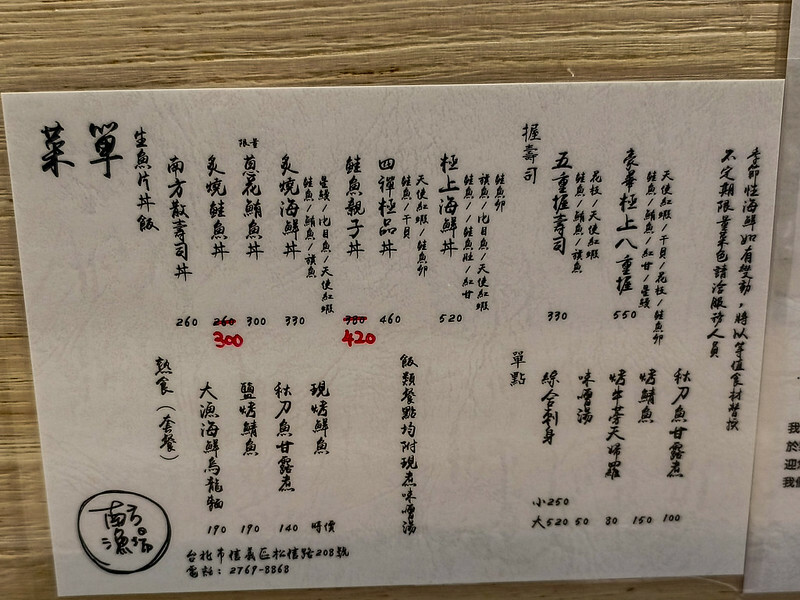 菜單
生魚片丼飯
南方散壽司丼
260
炙燒鮭魚丼
260
300
限量
蔥花鮪魚丼
300
炙燒海鮮丼
星鰻/比目魚/天使紅蝦
鮭魚/鮪魚/旗魚
330
鮭魚親子丼
380
420
四禪極品丼
天使紅蝦/鮭魚卵
鮭魚/干貝
460
極上海鮮丼
鮭魚卵
旗魚/比目魚/天使紅蝦
鮭魚/鮭魚肚/紅甘
520
握壽司
五重握壽司
花枝/天使紅蝦
鮭魚/鮪魚/旗魚
330
豪華極上八重握
天使紅蝦/干貝/花枝/鮭魚卵
鮭魚/鮪魚/紅甘/星鰻
550
季節性海鮮如有變動,將以等值食材替換
不定期限量菜色請洽服務人員
熟食(套餐)
大漁海鮮烏龍麵
190
鹽烤鯖魚
190
秋刀魚甘露煮
140
現烤鮮魚
時價
飯類餐點均附現煮味噌湯
單點
綜合刺身
小250
大520
味噌湯
50
烤牛蒡天婦羅
80
烤鯖魚
150
秋刀魚甘露煮
100
南方漁場
台北市信義區松信路208號
電話:2769-8868
我
於
迎
我